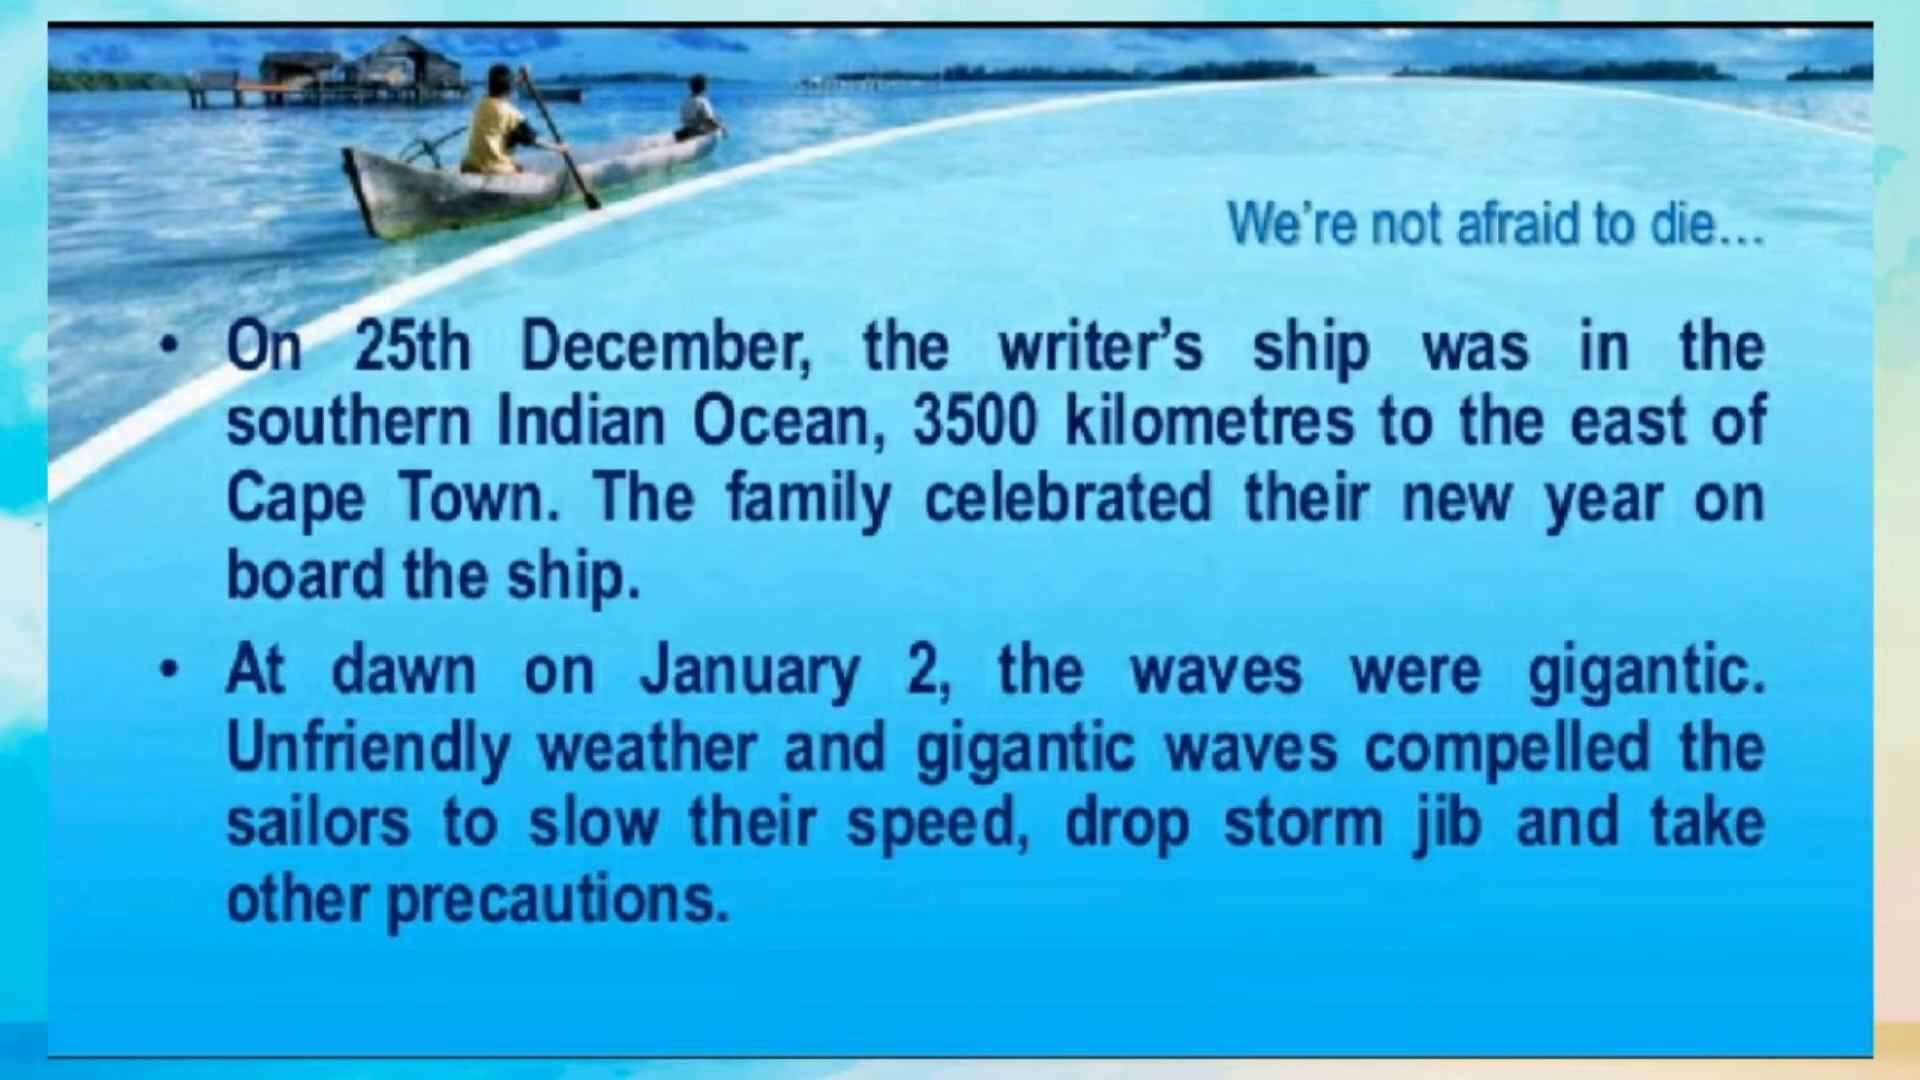 We're not afraid to die...
• On 25th December, the writer's ship was in the
southern Indian Ocean, 3500 kilometres to the east of
Cape Town. The family celebrated their new year on
board the ship.
• At dawn on January 2, the waves were gigantic.
Unfriendly weather and gigantic waves compelled the
sailors to slow their speed, drop storm jib and take
other precautions.